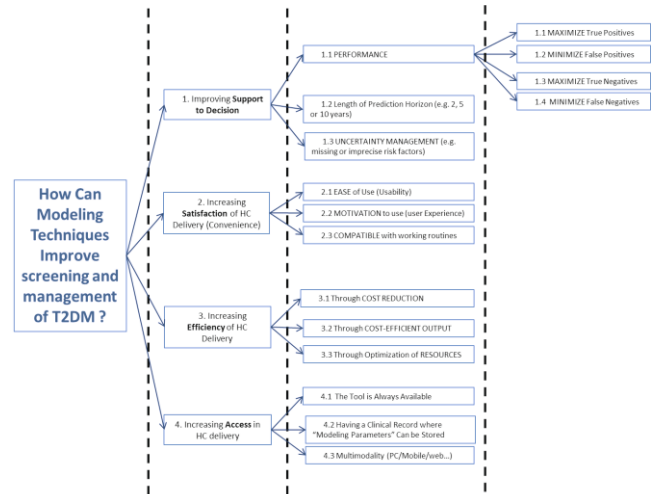 How Can
Modeling
Techniques
Improve
screening and
management
of T2DM ?
1. Improving Support
to Decision
2. Increasing
Satisfaction of HC
Delivery (Convenience)
3. Increasing
Efficiency of HC
Delivery
4. Increasing Access in
HC delivery
1.1 PERFORMANCE
1.2 Length of Prediction Horizon (e.g. 2, 5
or 10 years)
1.3 UNCERTAINTY MANAGEMENT (e.g.
missing or imprecise risk factors)
2.1 EASE of Use (Usability)
2.2 MOTIVATION to use (user Experience)
2.3 COMPATIBLE with working routines
3.1 Through COST REDUCTION
3.2 Through COST-EFFICIENT OUTPUT
3.3 Through Optimization of RESOURCES
4.1 The Tool is Always Available
4.2 Having a Clinical Record where
"Modeling Parameters" Can be Stored
4.3 Multimodality (PC/Mobile/web...)
1.1 MAXIMIZE True Positives
1.2 MINIMIZE False Positives
1.3 MAXIMIZE True Negatives
1.4 MINIMIZE False Negatives